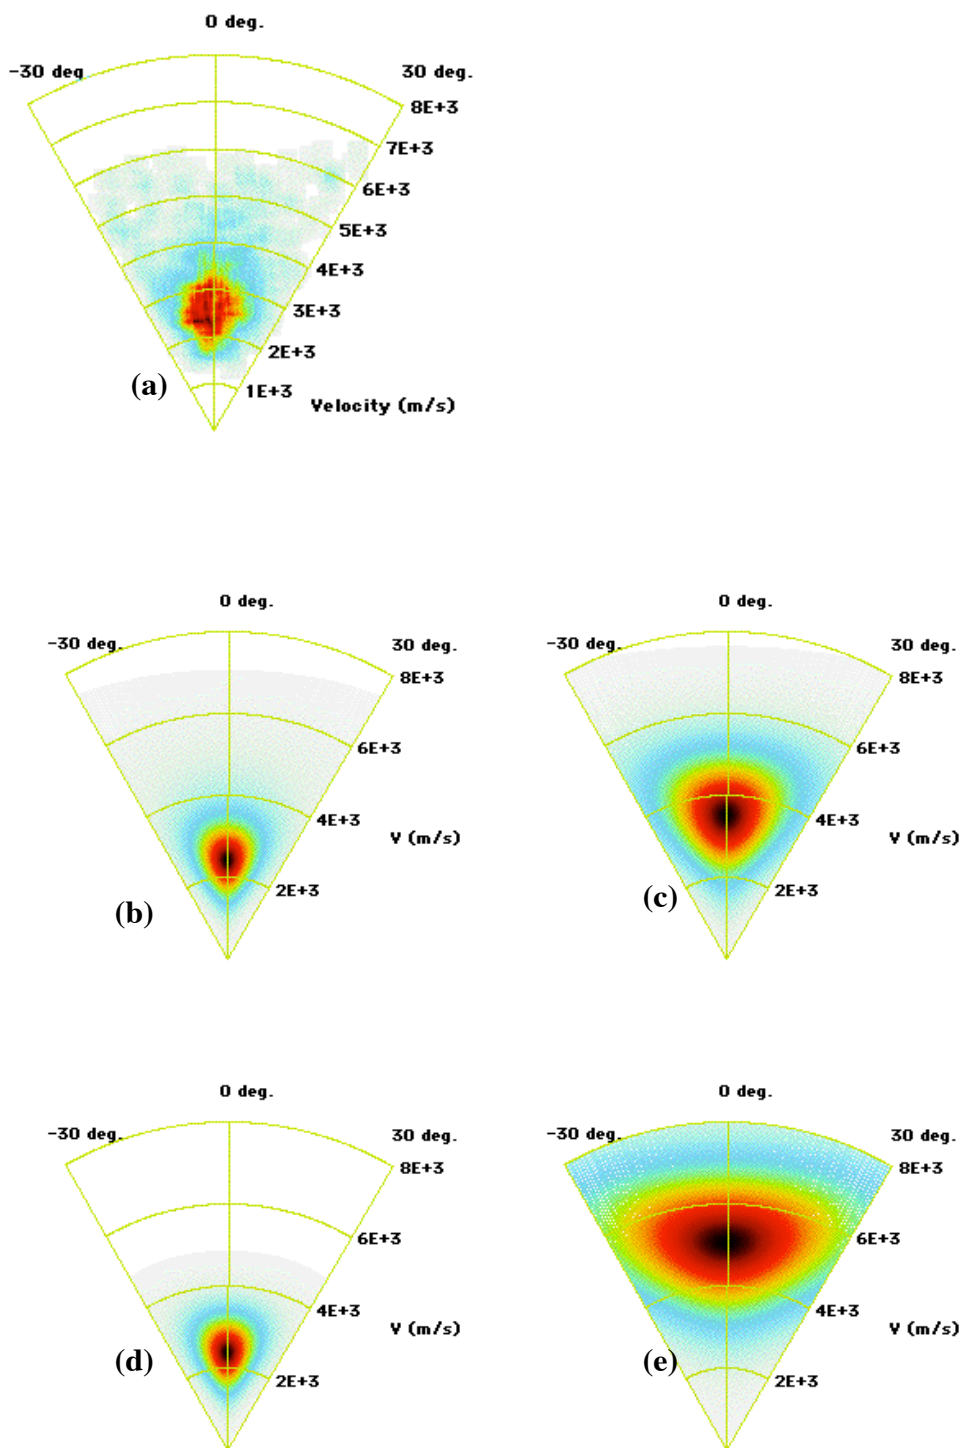 0 deg.
-30 deg
30 deg.
8E+3
7E+3
6E+3
5E+3
4E+3
3E+3
2E+3
(a)
1E+3
Velocity (m/s)
0 deg.
-30 deg.
30 deg.
8E+3
6E+3
4E+3
V (m/s)
2E+3
(b)
0 deg.
-30 deg.
30 deg.
8E+3
6E+3
4E+3
V (m/s)
2E+3
(c)
0 deg.
-30 deg.
30 deg.
8E+3
6E+3
4E+3
V (m/s)
2E+3
(d)
0 deg.
-30 deg.
30 deg.
8E+3
6E+3
4E+3
V (m/s)
2E+3
(e)